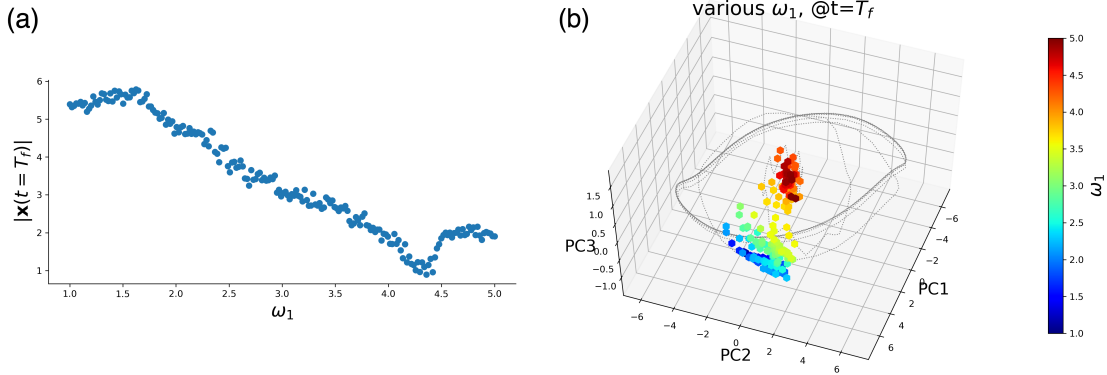 (a)
6
5
4
3
2
1
|x(t = T_f)|
1.0 1.5 2.0 2.5 3.0 3.5 4.0 4.5 5.0
ω₁
(b)
various ω₁, @t=T_f
1.5
1.0
0.5
0.0
−0.5
−1.0
PC3
−6 −4 −2 0 2 4 6
PC2
−6
−4
−2
0
2
4
6
PC1
5.0
4.5
4.0
3.5
3.0
2.5
2.0
1.5
1.0
ω₁